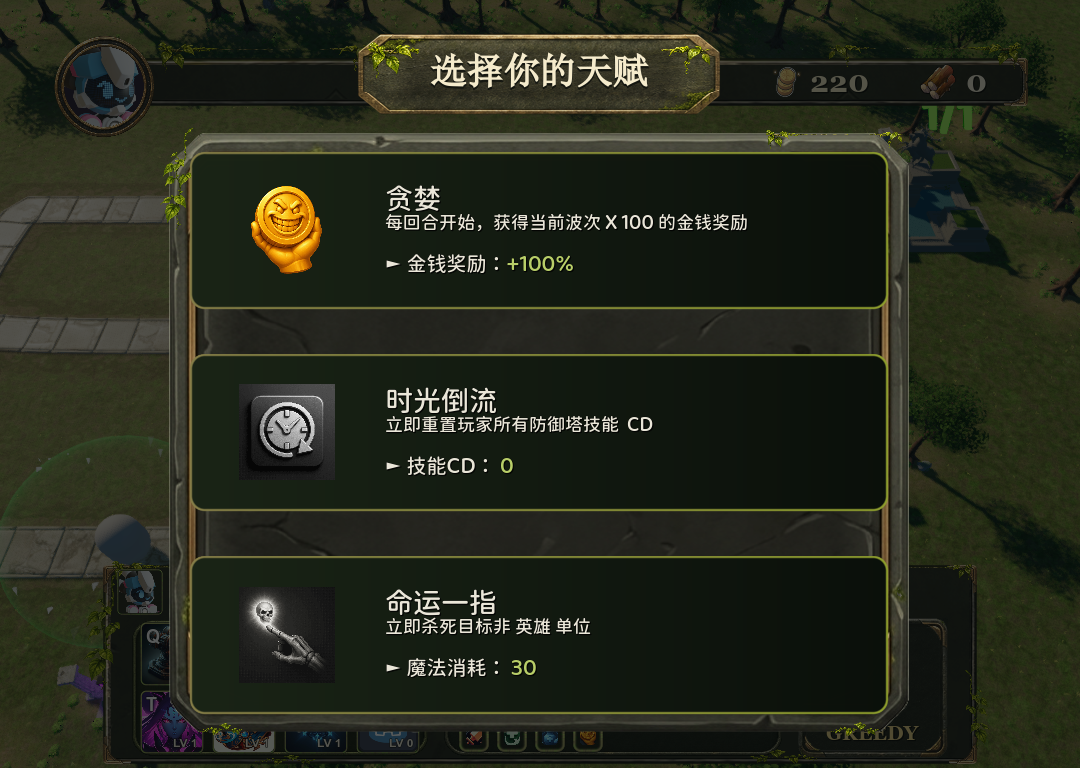 选择你的天赋
220
0
1/1
贪婪
每回合开始，获得当前波次 X 100 的金钱奖励
► 金钱奖励：+100%
时光倒流
立即重置玩家所有防御塔技能 CD
► 技能CD： 0
命运一指
立即杀死目标非 英雄 单位
► 魔法消耗： 30
Q
T
LV 1
LV 1
LV 1
LV 0
GREEDY